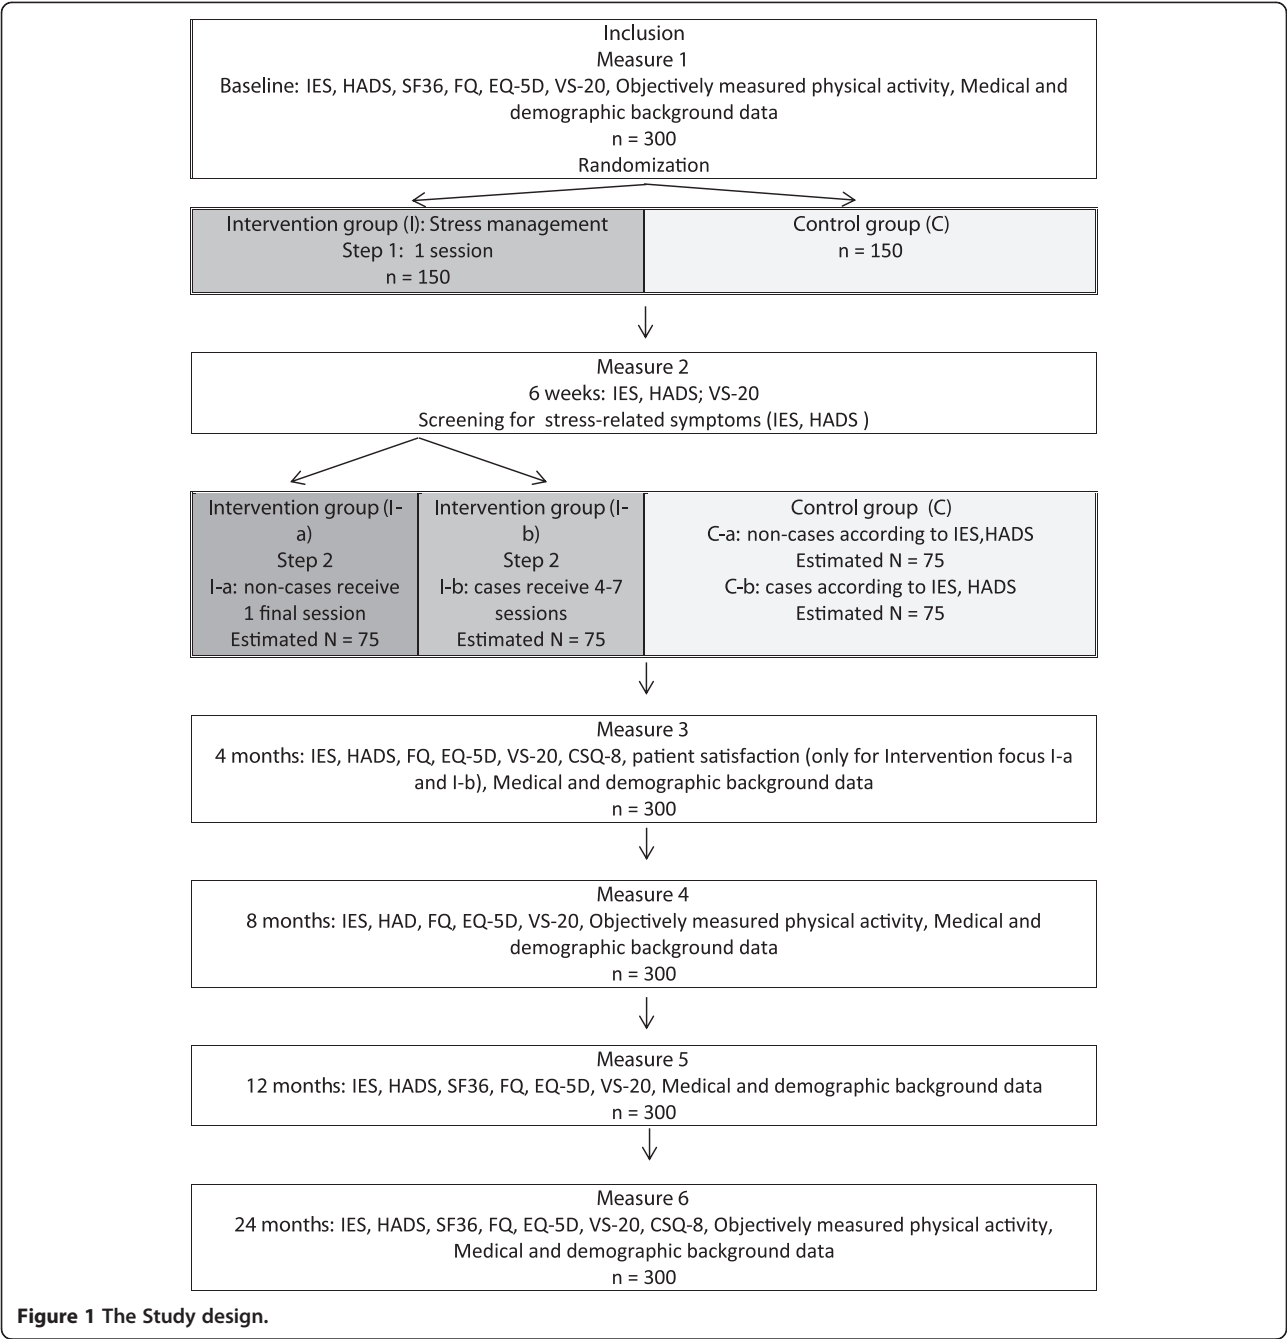 Inclusion
Measure 1
Baseline: IES, HADS, SF36, FQ, EQ-5D, VS-20, Objectively measured physical activity, Medical and
demographic background data
n = 300
Randomization
Intervention group (I): Stress management
Step 1: 1 session
n = 150
Control group (C)
n = 150
Measure 2
6 weeks: IES, HADS; VS-20
Screening for stress-related symptoms (IES, HADS )
Intervention group (I-
a)
Step 2
I-a: non-cases receive
1 final session
Estimated N = 75
Intervention group (I-
b)
Step 2
I-b: cases receive 4-7
sessions
Estimated N = 75
Control group (C)
C-a: non-cases according to IES,HADS
Estimated N = 75
C-b: cases according to IES, HADS
Estimated N = 75
Measure 3
4 months: IES, HADS, FQ, EQ-5D, VS-20, CSQ-8, patient satisfaction (only for Intervention focus I-a
and I-b), Medical and demographic background data
n = 300
Measure 4
8 months: IES, HAD, FQ, EQ-5D, VS-20, Objectively measured physical activity, Medical and
demographic background data
n = 300
Measure 5
12 months: IES, HADS, SF36, FQ, EQ-5D, VS-20, Medical and demographic background data
n = 300
Measure 6
24 months: IES, HADS, SF36, FQ, EQ-5D, VS-20, CSQ-8, Objectively measured physical activity,
Medical and demographic background data
n = 300
Figure 1 The Study design.